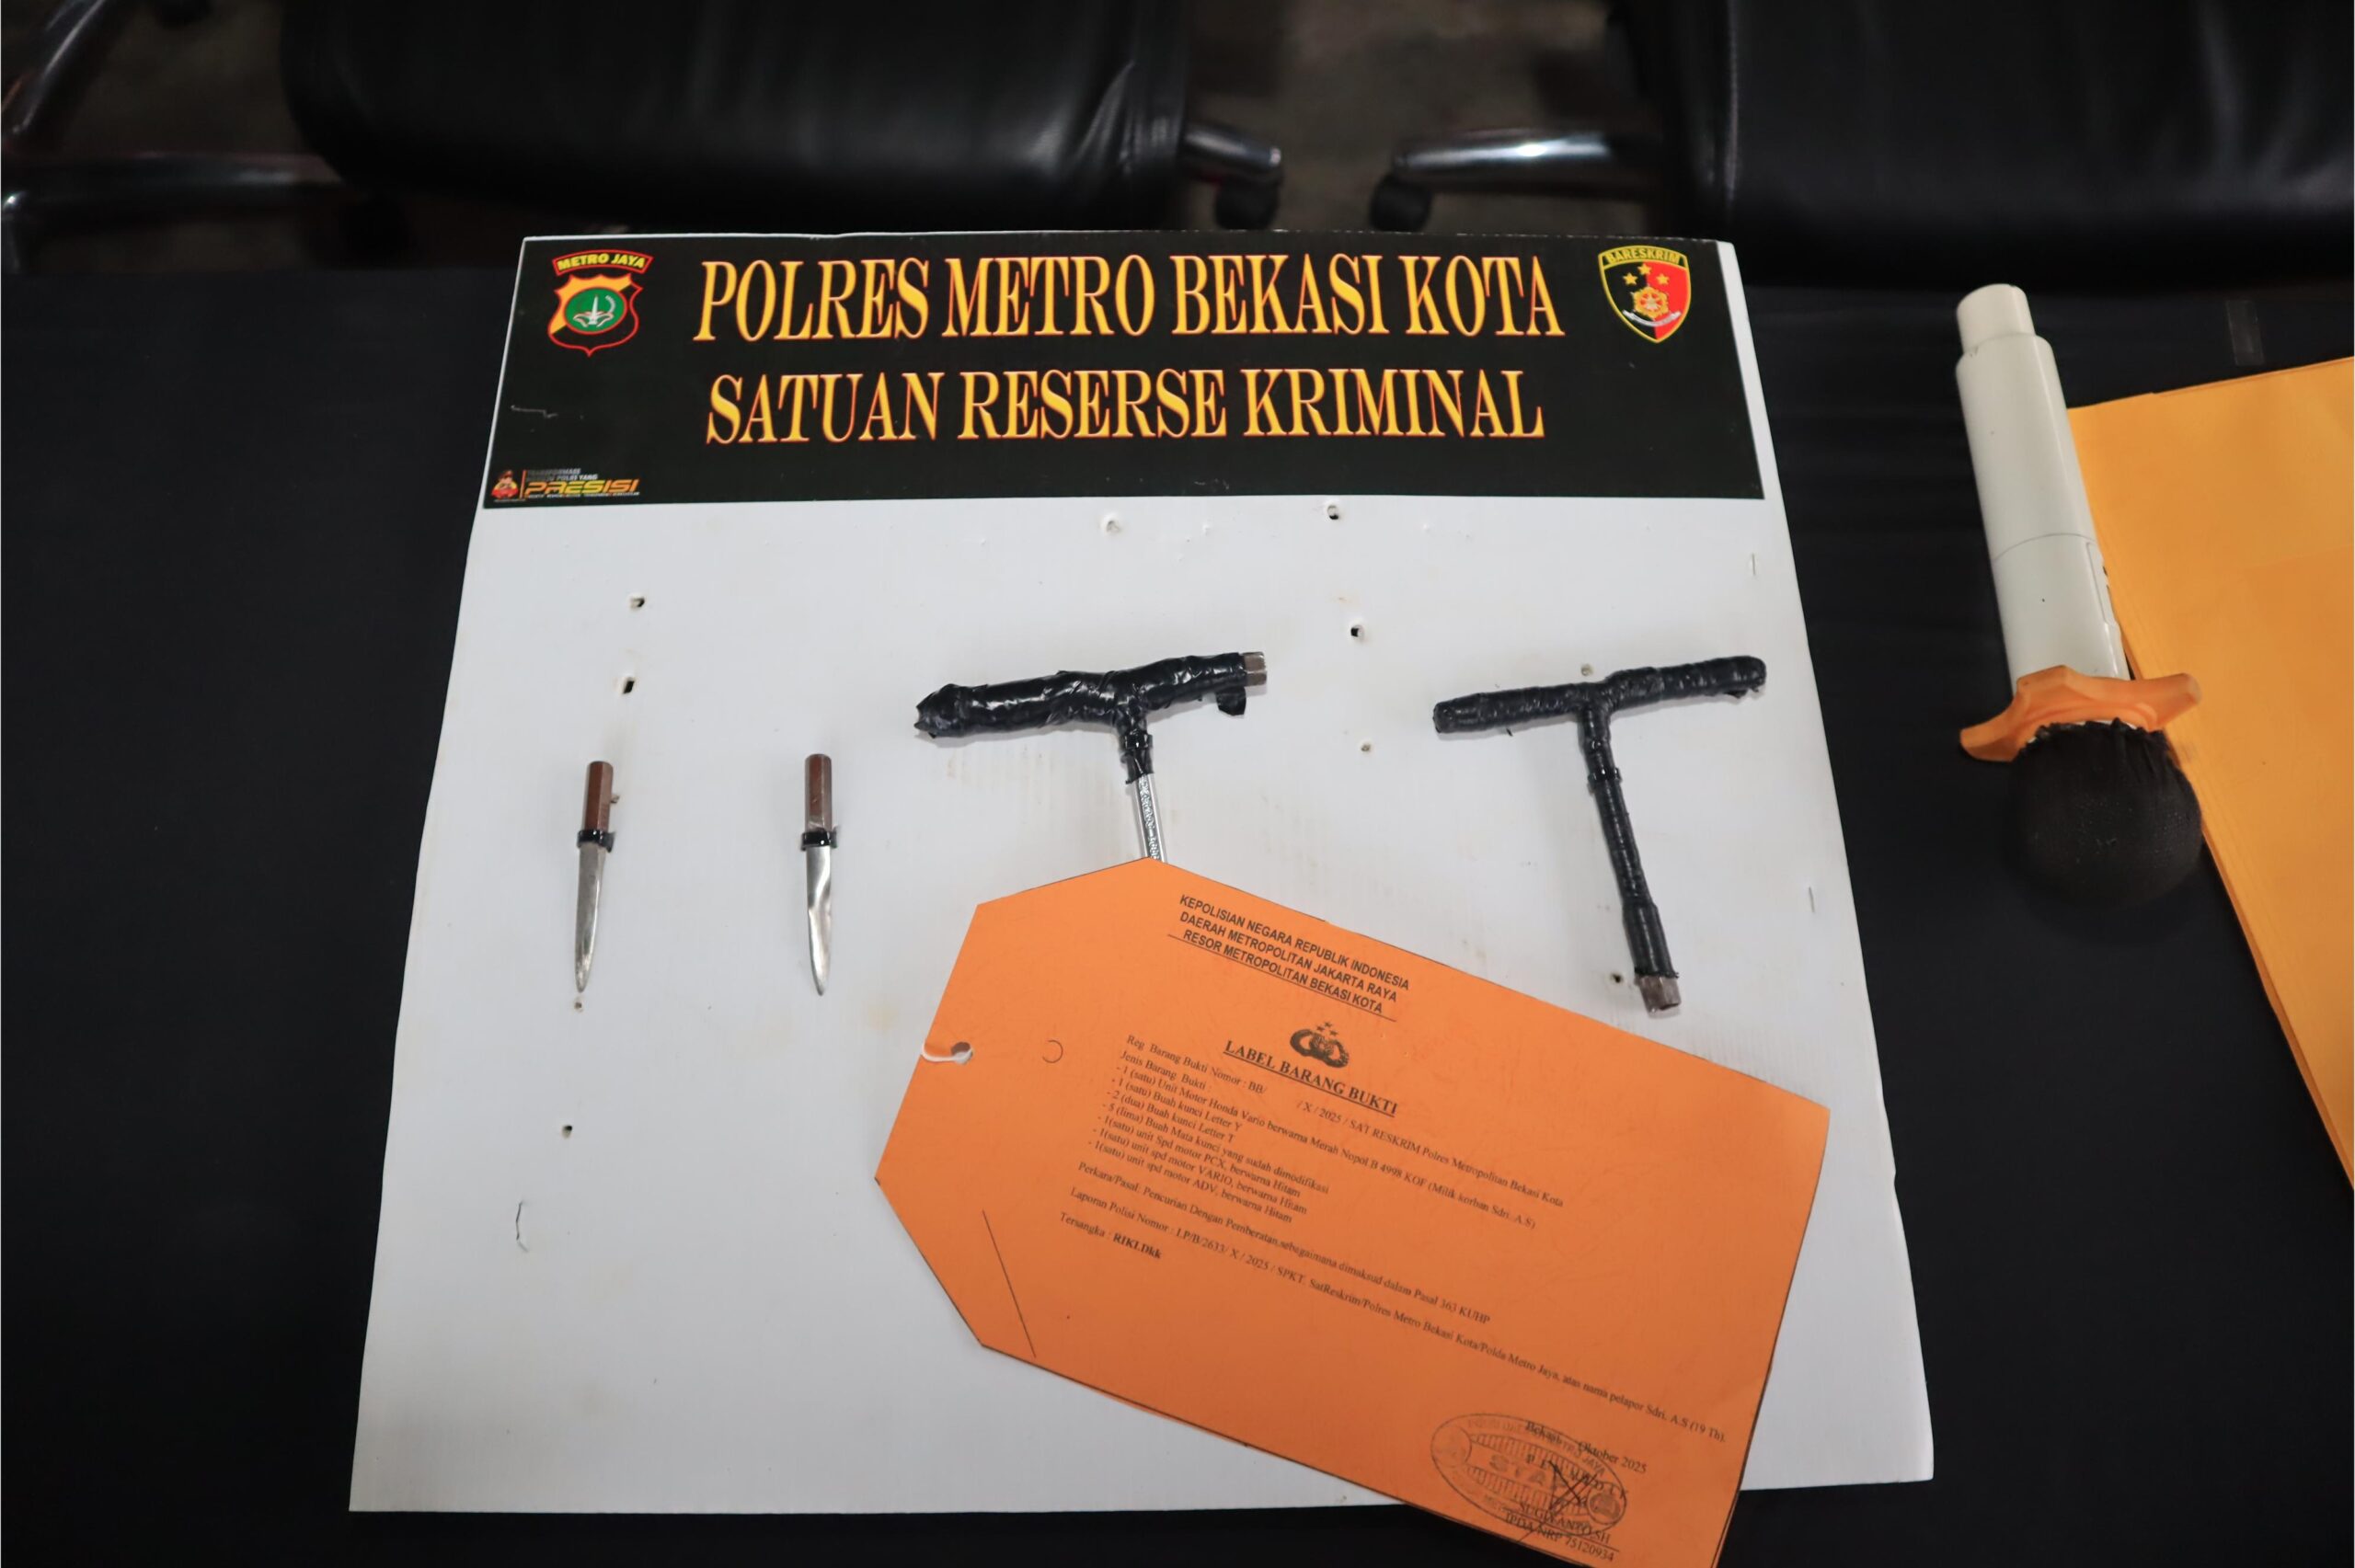 METRO JAYA
POLRES METRO BEKASI KOTA
BARESKRIM
SATUAN RESERSE KRIMINAL
PRESISI
KEPOLISIAN NEGARA REPUBLIK INDONESIA
DAERAH METROPOLITAN JAKARTA RAYA
RESOR METROPOLITAN BEKASI KOTA
LABEL BARANG BUKTI
Reg Barang Bukti Nomor : BB/ / X / 2025 / SAT RESKRIM Polres Metropolitan Bekasi Kota
Jenis Barang Bukti :
- 1 (satu) Unit Motor Honda Vario berwarna Merah Nopol B 4998 KOF (Milik korban Sdri. A.S)
- 1 (satu) Buah kunci Letter Y
- 2 (dua) Buah kunci Letter T
- 5 (lima) Buah Mata kunci yang sudah dimodifikasi
- 1(satu) unit Spd motor PCX, berwarna Hitam
- 1(satu) unit spd motor VARIO, berwarna Hitam
- 1(satu) unit spd motor ADV, berwarna Hitam
Perkara/Pasal: Pencurian Dengan Pemberatan,sebagaimana dimaksud dalam Pasal 363 KUHP
Laporan Polisi Nomor : LP/B/2633/ X / 2025 / SPKT. SatReskrim/Polres Metro Bekasi Kota/Polda Metro Jaya, atas nama pelapor Sdri. A.S (19 Th).
Tersangka : RIKI.Dkk
Bekasi, Oktober 2025
SUGIYANTO,SH
IPDA NRP 75120934